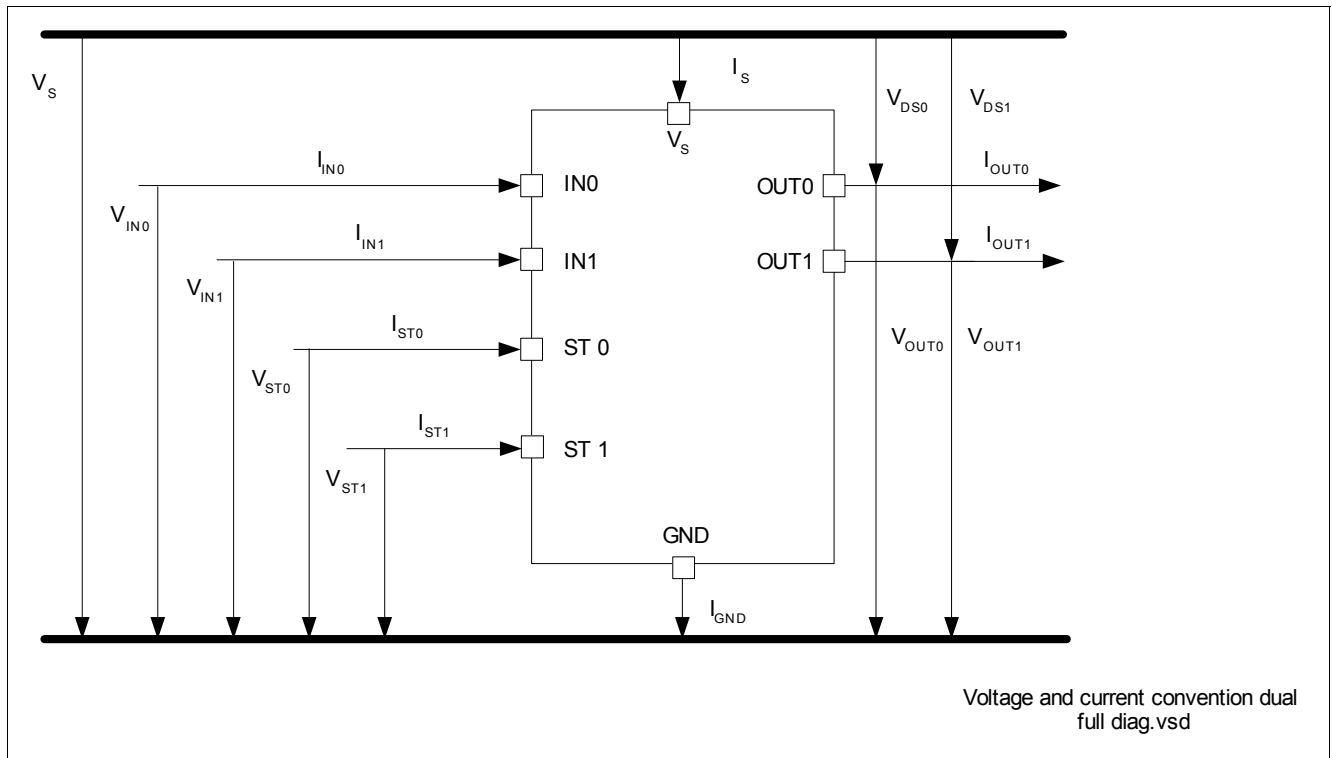 V_S
I_S
V_DS0
V_DS1
V_S
I_IN0
IN0
OUT0
I_OUT0
V_IN0
I_IN1
IN1
OUT1
I_OUT1
V_IN1
I_ST0
ST 0
V_OUT0
V_OUT1
V_ST0
I_ST1
ST 1
V_ST1
GND
I_GND
Voltage and current convention dual
full diag.vsd